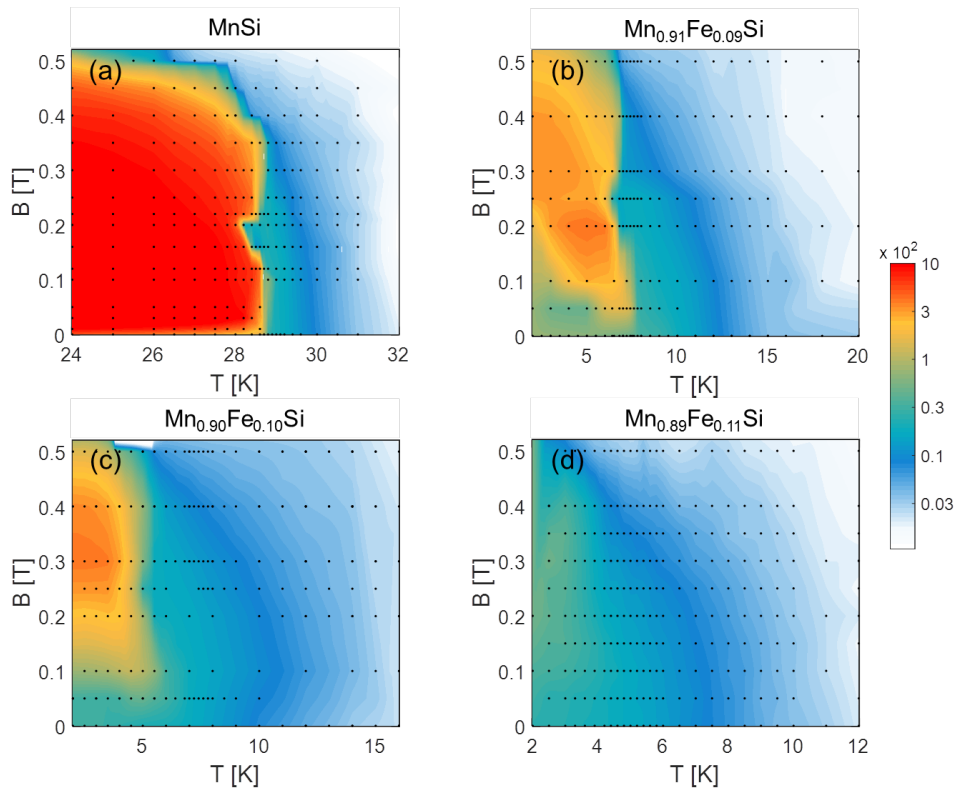 MnSi
Mn0.91Fe0.09Si
(a)
0.5
0.4
0.3
0.2
0.1
0
B [T]
24 26 28 30 32
T [K]
(b)
0.5
0.4
0.3
0.2
0.1
0
B [T]
5 10 15 20
T [K]
x 10²
10
3
1
0.3
0.1
0.03
Mn0.90Fe0.10Si
Mn0.89Fe0.11Si
(c)
0.5
0.4
0.3
0.2
0.1
0
B [T]
5 10 15
T [K]
(d)
0.5
0.4
0.3
0.2
0.1
0
B [T]
2 4 6 8 10 12
T [K]